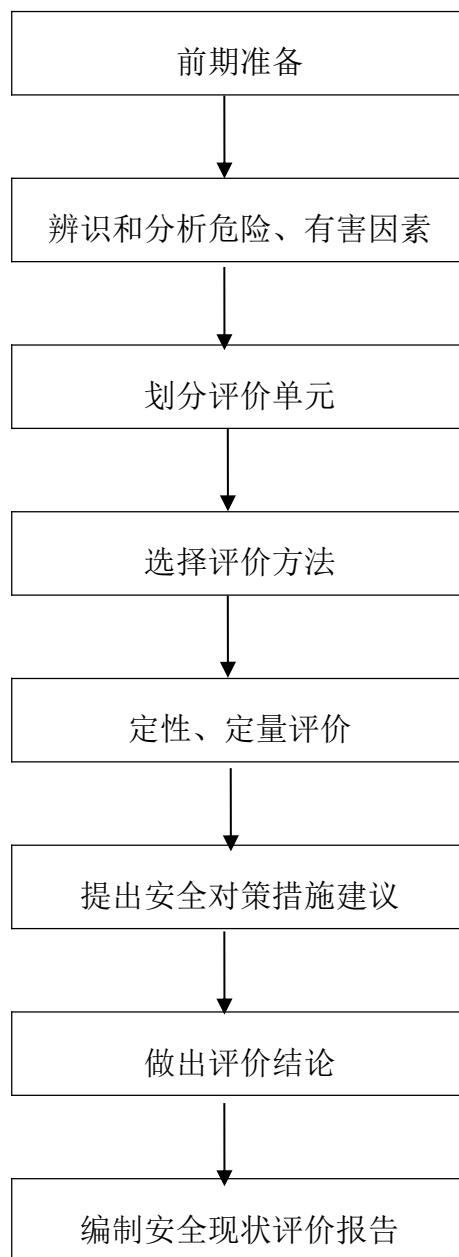 前期准备
辨识和分析危险、有害因素
划分评价单元
选择评价方法
定性、定量评价
提出安全对策措施建议
做出评价结论
编制安全现状评价报告